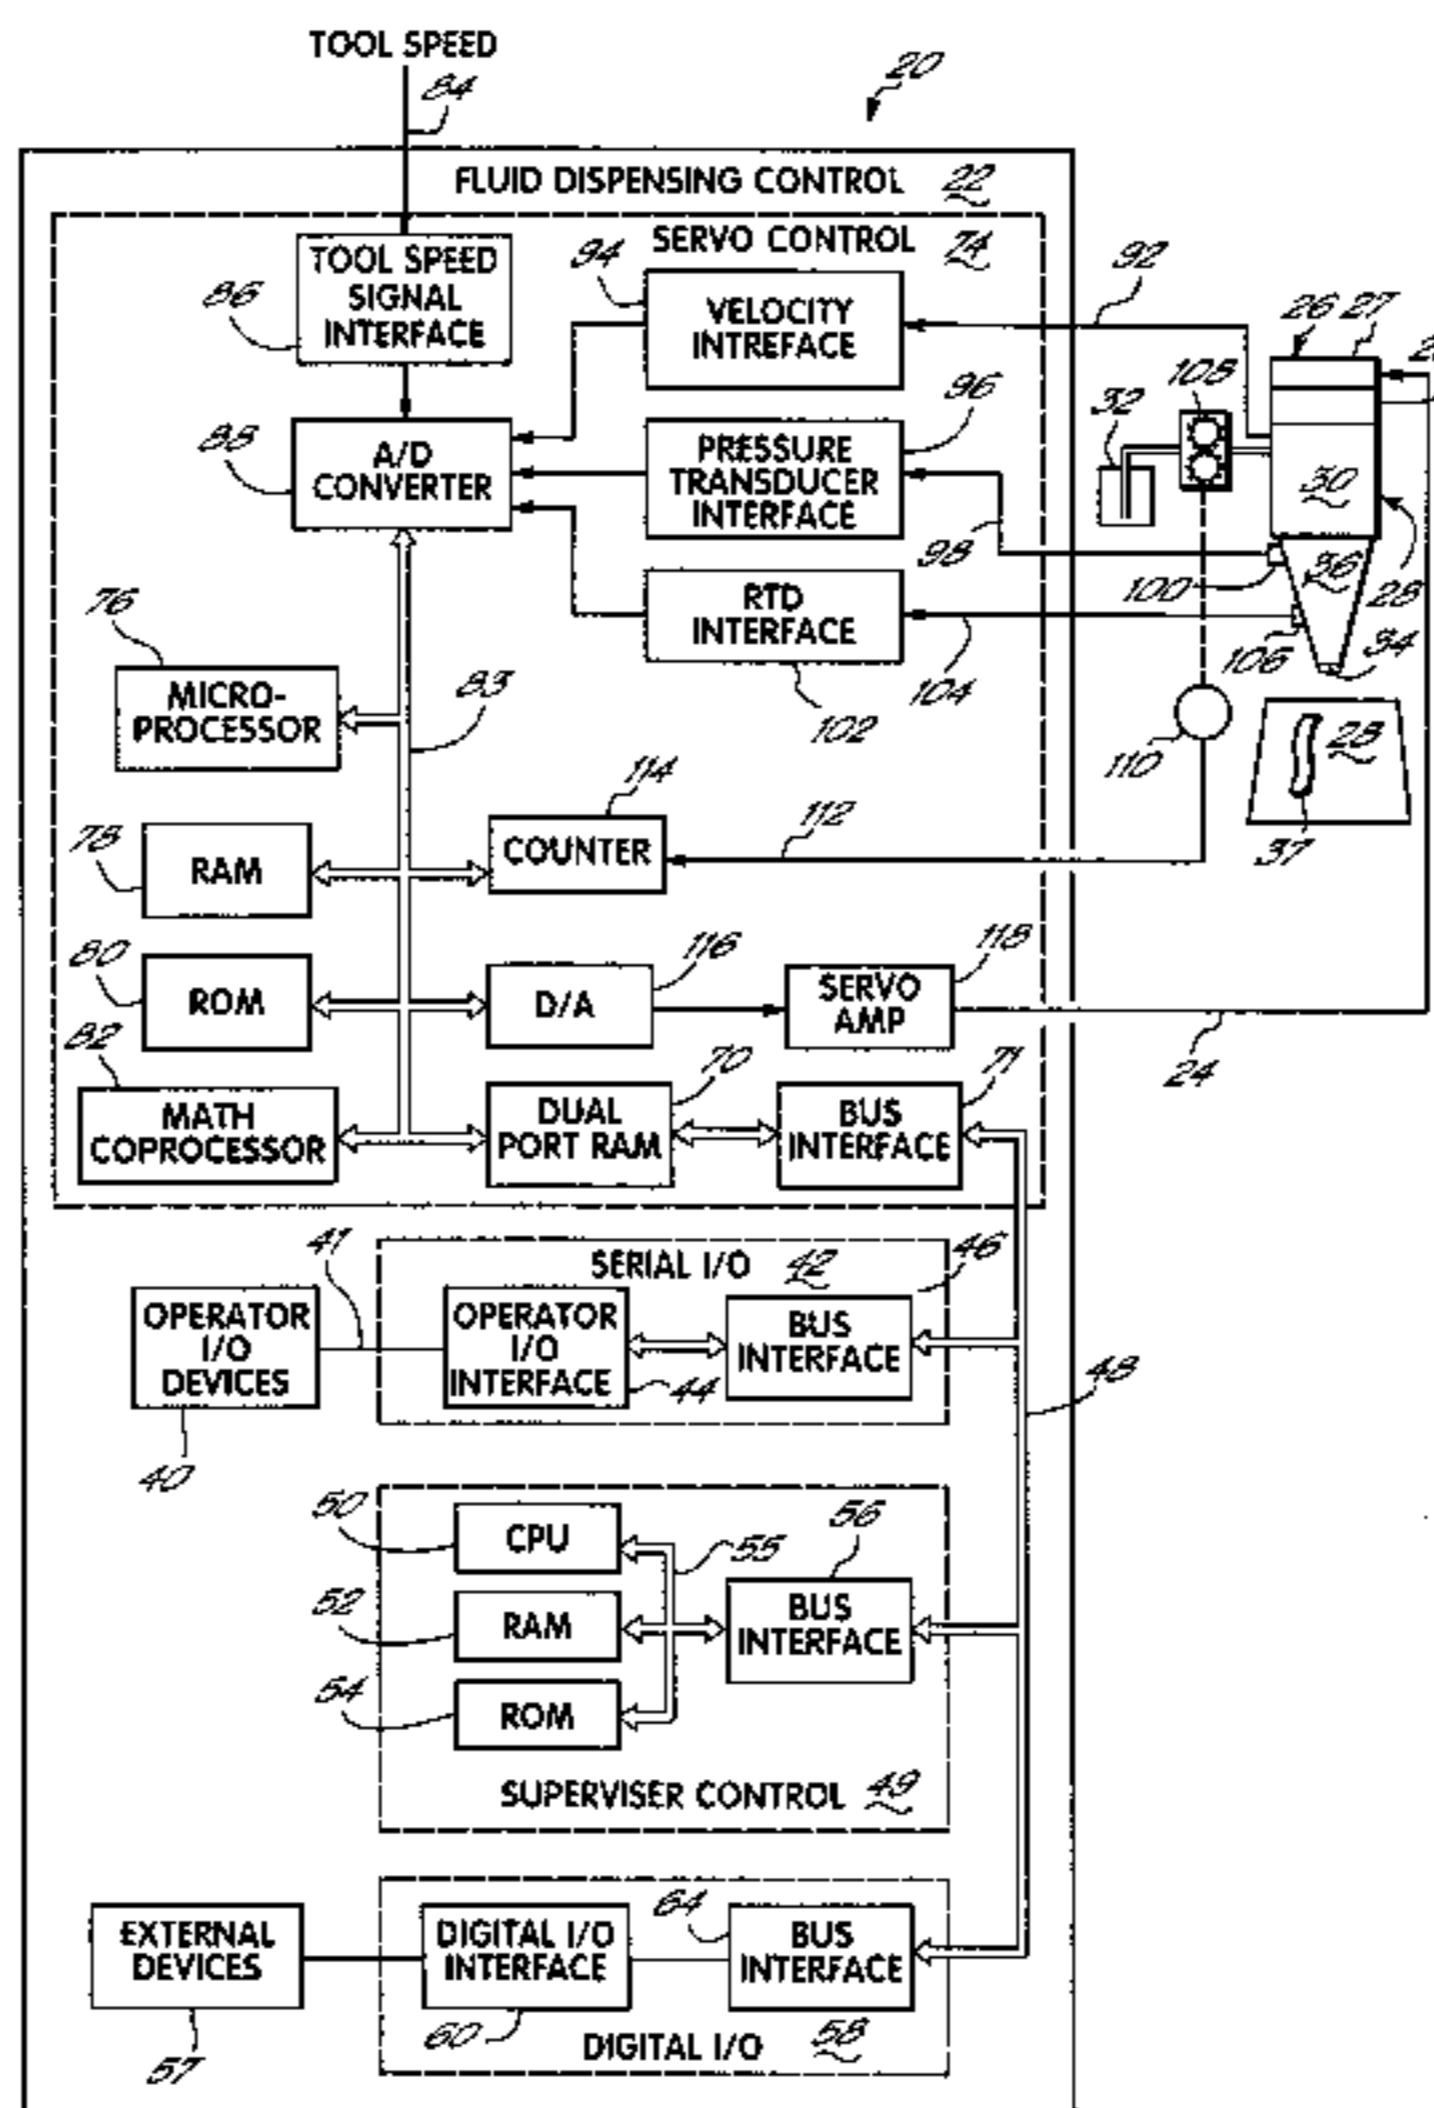 TOOL SPEED
84
20
FLUID DISPENSING CONTROL 22
SERVO CONTROL
74
TOOL SPEED
SIGNAL
INTERFACE
86
94
VELOCITY
INTREFACE
92
26
27
108
32
A/D
CONVERTER
88
PRESSURE
TRANSDUCER
INTERFACE
96
98
30
100
36
28
RTD
INTERFACE
102
104
106
34
76
MICRO-
PROCESSOR
83
110
28
37
114
COUNTER
112
78
RAM
80
ROM
116
D/A
118
SERVO
AMP
24
82
MATH
COPROCESSOR
70
DUAL
PORT RAM
71
BUS
INTERFACE
41
SERIAL I/O 42
46
OPERATOR
I/O
DEVICES
40
OPERATOR
I/O
INTERFACE
44
BUS
INTERFACE
48
50
CPU
55
56
52
RAM
BUS
INTERFACE
54
ROM
SUPERVISER CONTROL 49
EXTERNAL
DEVICES
57
DIGITAL I/O
INTERFACE
60
64
BUS
INTERFACE
DIGITAL I/O 58